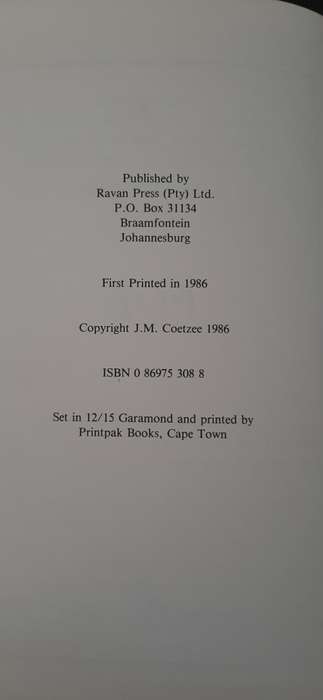 Published by
Ravan Press (Pty) Ltd.
P.O. Box 31134
Braamfontein
Johannesburg
First Printed in 1986
Copyright J.M. Coetzee 1986
ISBN 0 86975 308 8
Set in 12/15 Garamond and printed by
Printpak Books, Cape Town